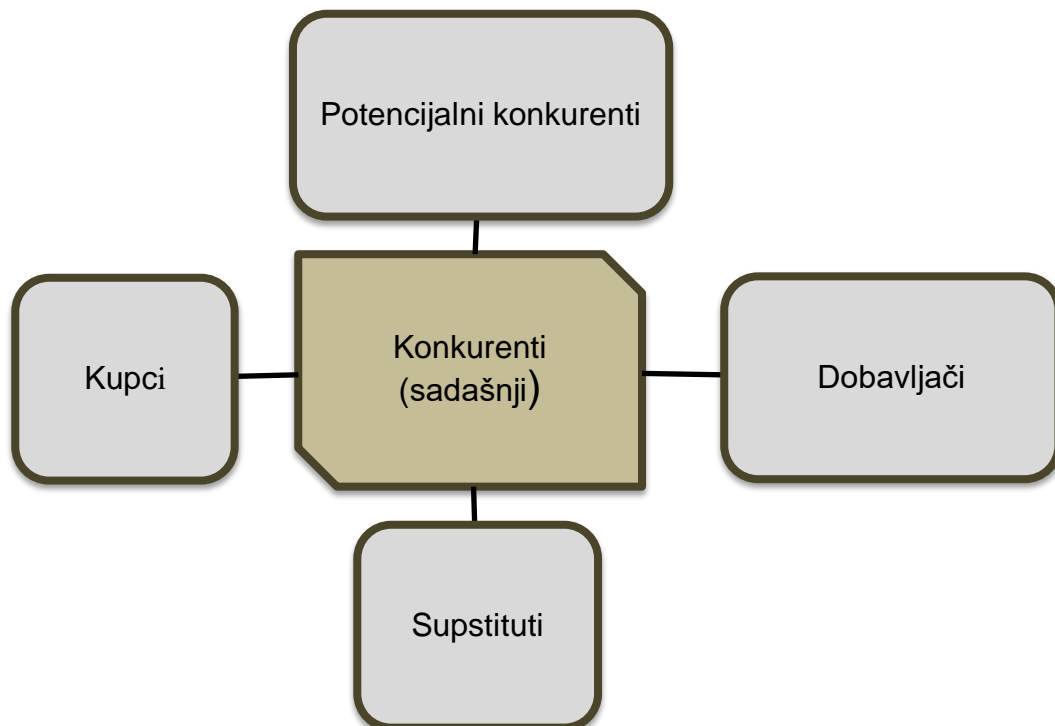 Potencijalni konkurenti
Kupci
Konkurenti
(sadašnji)
Dobavljači
Supstituti